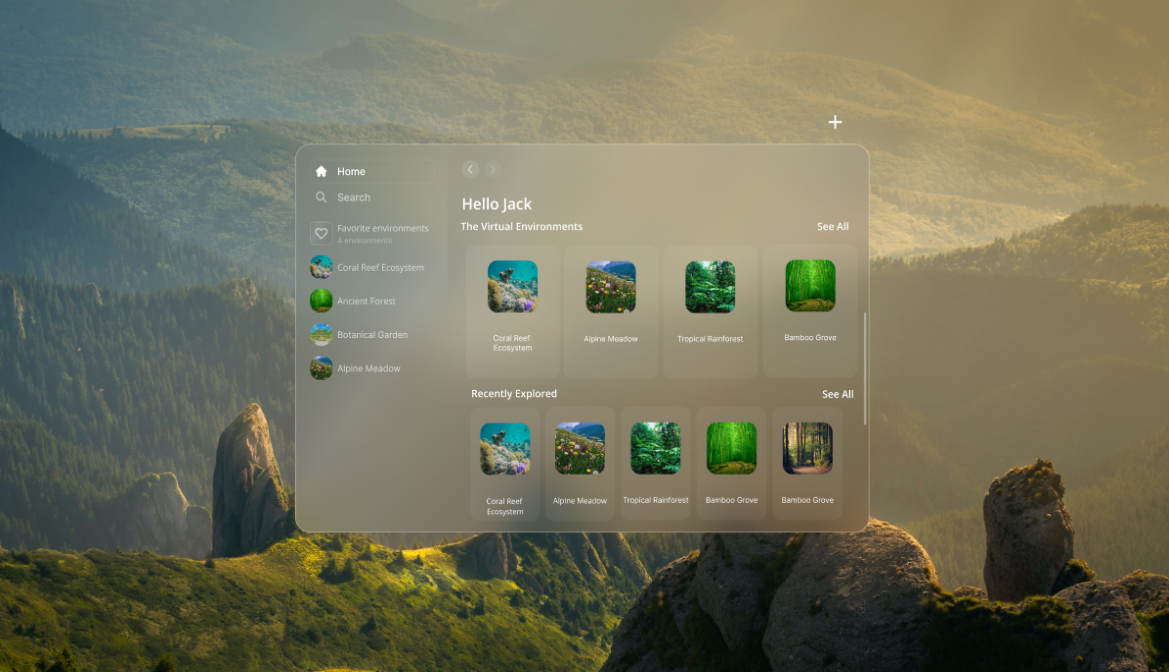 Home
Search
Favorite environments
4 environments
Coral Reef Ecosystem
Ancient Forest
Botanical Garden
Alpine Meadow
Hello Jack
The Virtual Environments
See All
Coral Reef
Ecosystem
Alpine Meadow
Tropical Rainforest
Bamboo Grove
Recently Explored
See All
Coral Reef
Ecosystem
Alpine Meadow
Tropical Rainforest
Bamboo Grove
Bamboo Grove